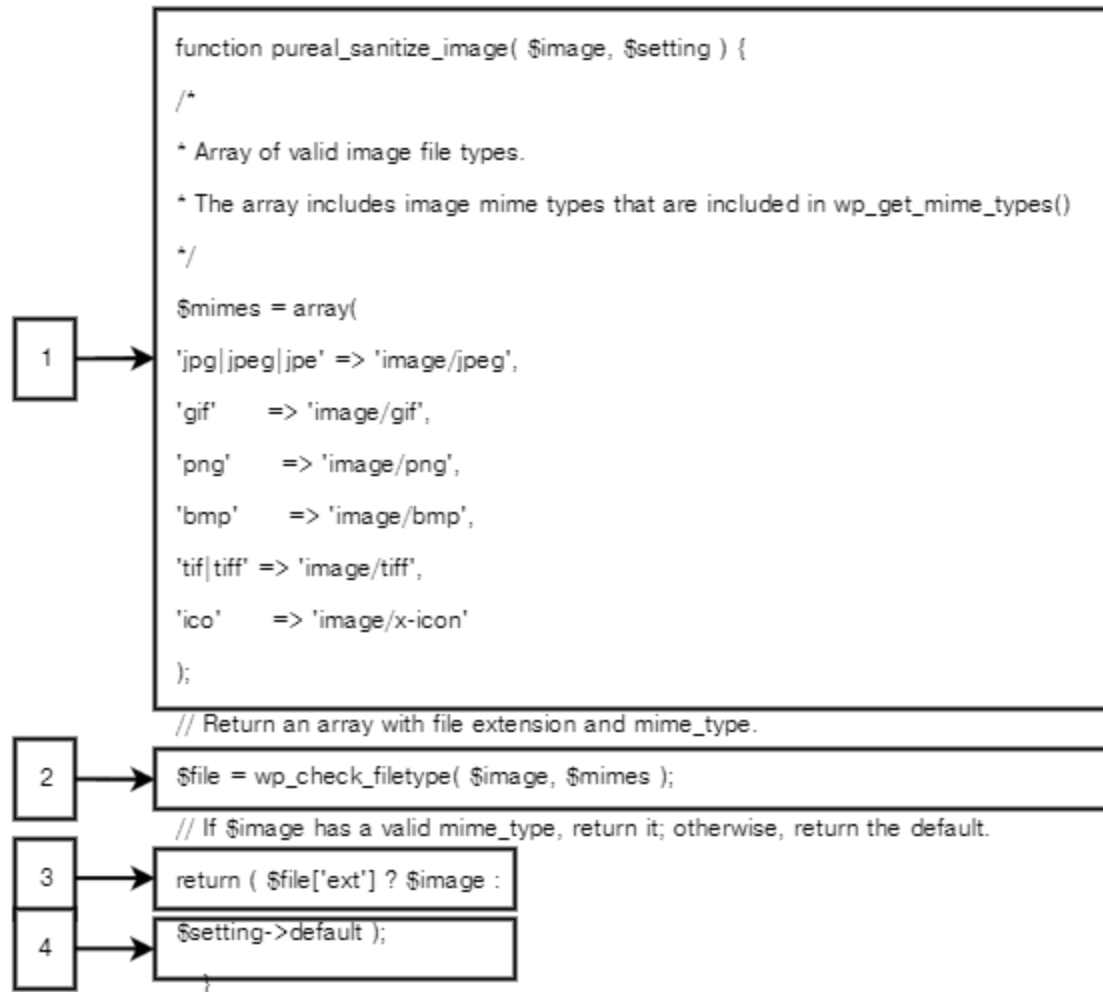 function pureal_sanitize_image( $image, $setting ) {
/*
* Array of valid image file types.
* The array includes image mime types that are included in wp_get_mime_types()
*/
$mimes = array(
1
'jpg|jpeg|jpe' => 'image/jpeg',
'gif' => 'image/gif',
'png' => 'image/png',
'bmp' => 'image/bmp',
'tif|tiff' => 'image/tiff',
'ico' => 'image/x-icon'
);
// Return an array with file extension and mime_type.
2
$file = wp_check_filetype( $image, $mimes );
// If $image has a valid mime_type, return it; otherwise, return the default.
3
return ( $file['ext'] ? $image :
4
$setting->default );
}